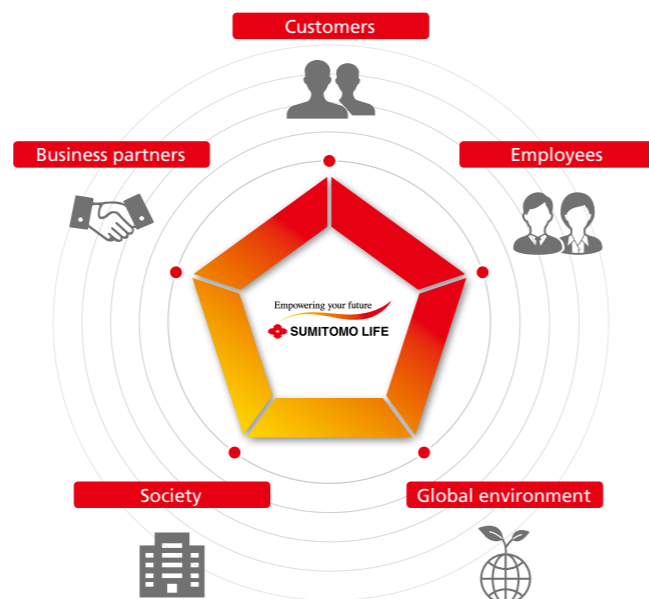 Customers
Business partners
Employees
Empowering your future
SUMITOMO LIFE
Society
Global environment